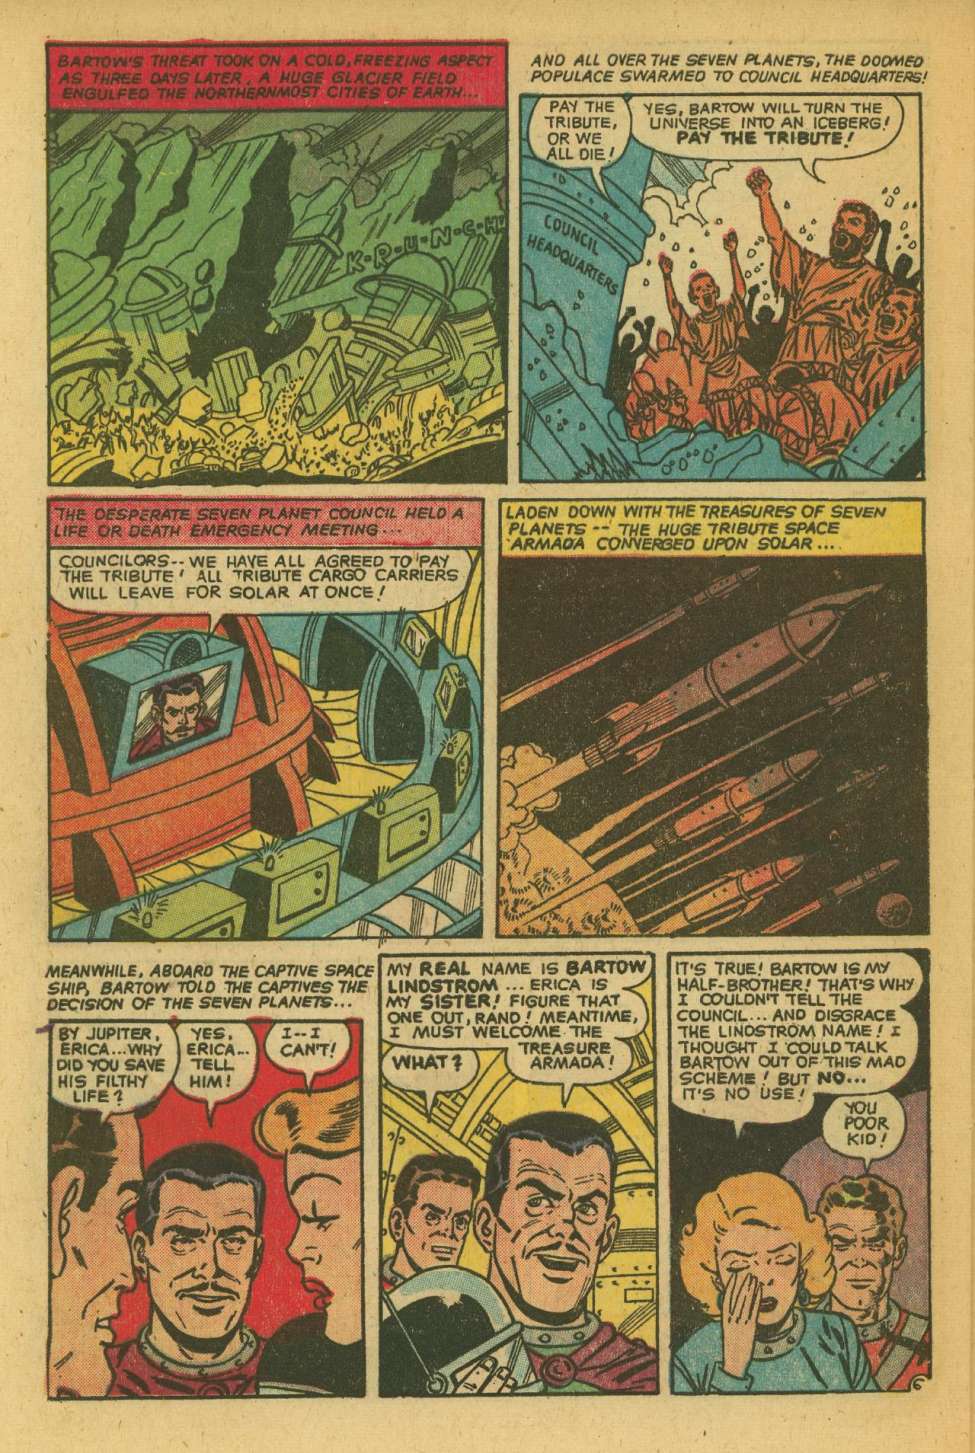 BARTOW'S THREAT TOOK ON A COLD, FREEZING ASPECT
AS THREE DAYS LATER, A HUGE GLACIER FIELD
ENGULFED THE NORTHERNMOST CITIES OF EARTH...
K-R-U-N-C-H!
AND ALL OVER THE SEVEN PLANETS, THE DOOMED
POPULACE SWARMED TO COUNCIL HEADQUARTERS!
PAY THE
TRIBUTE,
OR WE
ALL DIE!
YES, BARTOW WILL TURN THE
UNIVERSE INTO AN ICEBERG!
PAY THE TRIBUTE!
COUNCIL
HEADQUARTERS
THE DESPERATE SEVEN PLANET COUNCIL HELD A
LIFE OR DEATH EMERGENCY MEETING...
COUNCILORS-- WE HAVE ALL AGREED TO PAY
THE TRIBUTE! ALL TRIBUTE CARGO CARRIERS
WILL LEAVE FOR SOLAR AT ONCE!
LADEN DOWN WITH THE TREASURES OF SEVEN
PLANETS -- THE HUGE TRIBUTE SPACE
ARMADA CONVERGED UPON SOLAR...
MEANWHILE, ABOARD THE CAPTIVE SPACE
SHIP, BARTOW TOLD THE CAPTIVES THE
DECISION OF THE SEVEN PLANETS...
BY JUPITER,
ERICA...WHY
DID YOU SAVE
HIS FILTHY
LIFE?
YES,
ERICA...
TELL
HIM!
I--I
CAN'T!
MY REAL NAME IS BARTOW
LINDSTROM ... ERICA IS
MY SISTER! FIGURE THAT
ONE OUT, RAND! MEANTIME,
I MUST WELCOME THE
TREASURE
ARMADA!
WHAT?
IT'S TRUE! BARTOW IS MY
HALF-BROTHER! THAT'S WHY
I COULDN'T TELL THE
COUNCIL... AND DISGRACE
THE LINDSTROM NAME! I
THOUGHT I COULD TALK
BARTOW OUT OF THIS MAD
SCHEME! BUT NO...
IT'S NO USE!
YOU
POOR
KID!
6